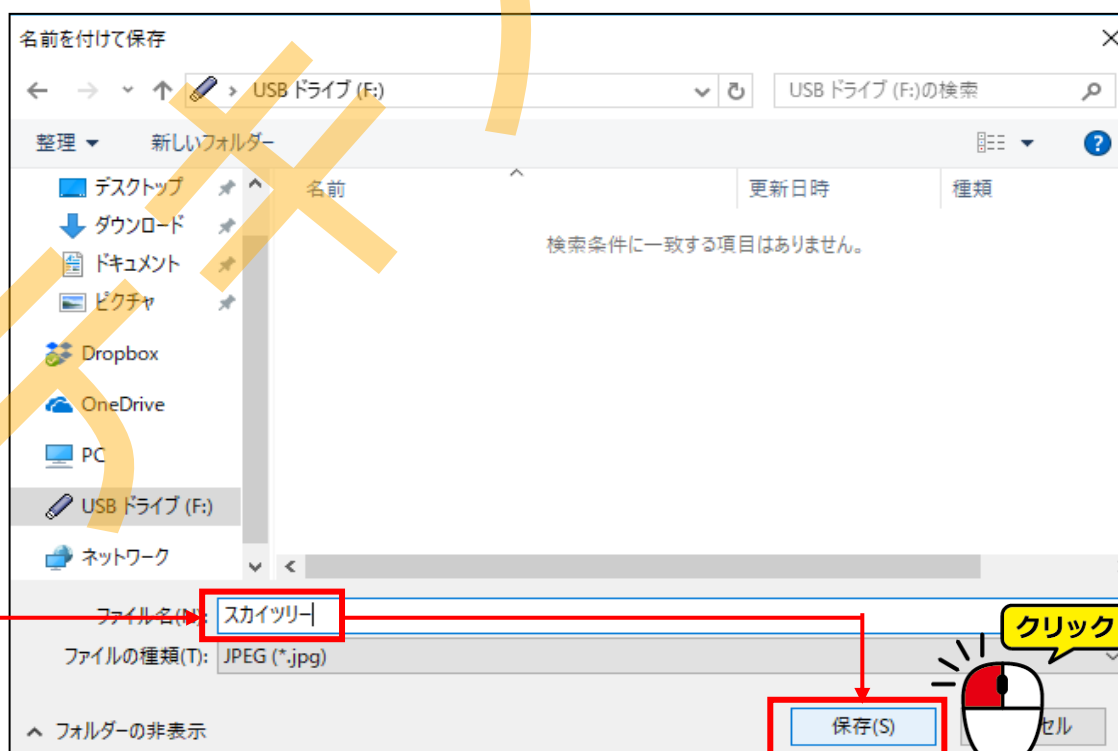 名前を付けて保存
USB ドライブ (F:)
USB ドライブ (F:)の検索
整理
新しいフォルダー
デスクトップ
名前
更新日時
種類
ダウンロード
検索条件に一致する項目はありません。
ドキュメント
ピクチャ
Dropbox
OneDrive
PC
USB ドライブ (F:)
ネットワーク
ファイル名(N):
スカイツリー
クリック
ファイルの種類(T):
JPEG (*.jpg)
フォルダーの非表示
保存(S)
セル